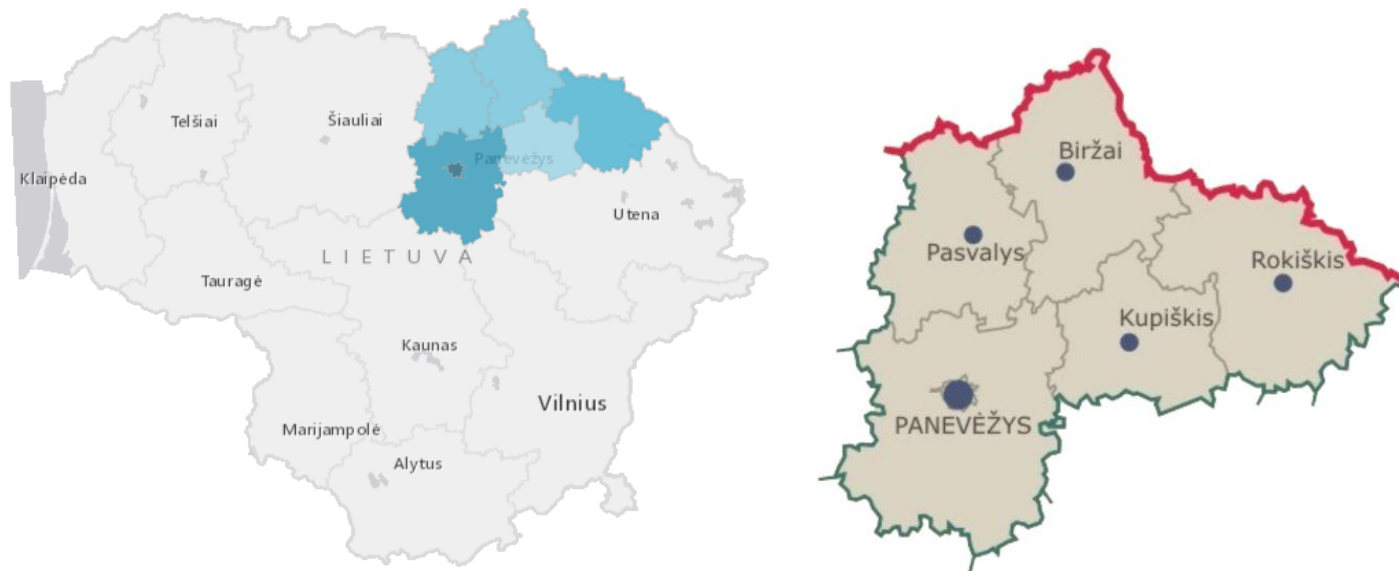 Telšiai
Šiauliai
Panevėžys
Klaipėda
Utena
LIETUVA
Tauragė
Kaunas
Vilnius
Marijampolė
Alytus
Biržai
Pasvalys
Rokiškis
Kupiškis
PANEVĖŽYS